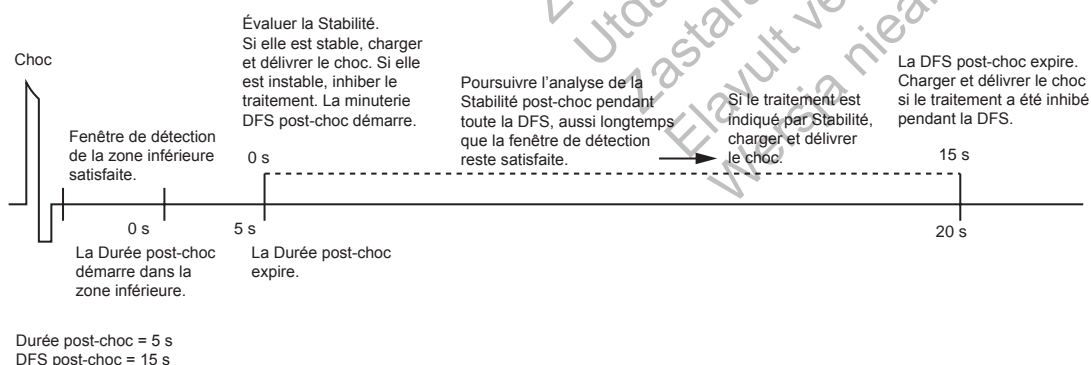 Choc
Évaluer la Stabilité.
Si elle est stable, charger
et délivrer le choc. Si elle
est instable, inhiber le
traitement. La minuterie
DFS post-choc démarre.
Fenêtre de détection
de la zone inférieure
satisfaite.
0 s
Poursuivre l'analyse de la
Stabilité post-choc pendant
toute la DFS, aussi longtemps
que la fenêtre de détection
reste satisfaite.
Si le traitement est
indiqué par Stabilité,
charger et délivrer
le choc.
La DFS post-choc expire.
Charger et délivrer le choc
si le traitement a été inhibé
pendant la DFS.
15 s
0 s
5 s
20 s
La Durée post-choc
démarre dans la
zone inférieure.
La Durée post-choc
expire.
Durée post-choc = 5 s
DFS post-choc = 15 s